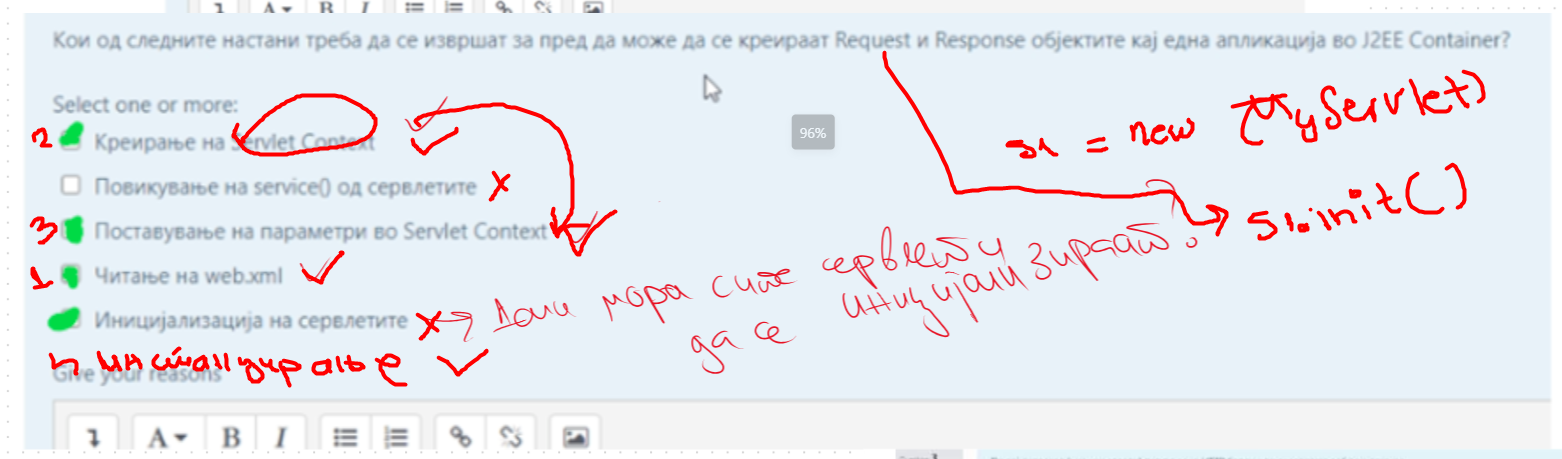 Кои од следните настани треба да се извршат за пред да може да се креираат Request и Response објектите кај една апликација во J2EE Container?
Select one or more:
2 Креирање на Servlet Context
96%
s1 = new MyServlet()
Повикување на service() од сервлетите x
3 Поставување на параметри во Servlet Context
s1.init()
1. Читање на web.xml
Иницијализација на сервлетите x
Дали мора сите сервлети
да се иницијализираат.
инстанцирање
Give your reasons
A B I